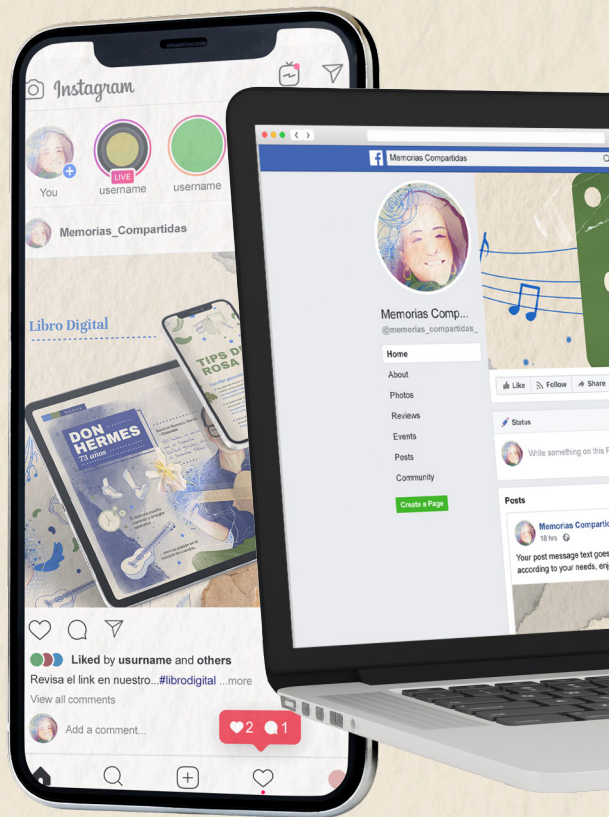 Instagram
You
LIVE
username
username
Memorias_Compartidas
Libro Digital
TIPS D
ROSA
Música
DON
HERMES
73 años
Liked by usurname and others
Revisa el link en nuestro...#librodigital ...more
View all comments
Add a comment...
2 1
f Memorias Compartidas
Memorias Comp...
@memorias_compartidas_
Home
About
Photos
Reviews
Events
Posts
Community
Create a Page
Like Follow Share
Status
Write something on this P
Posts
Memorias Compartid
18 hrs
Your post message text goes
according to your needs, enj